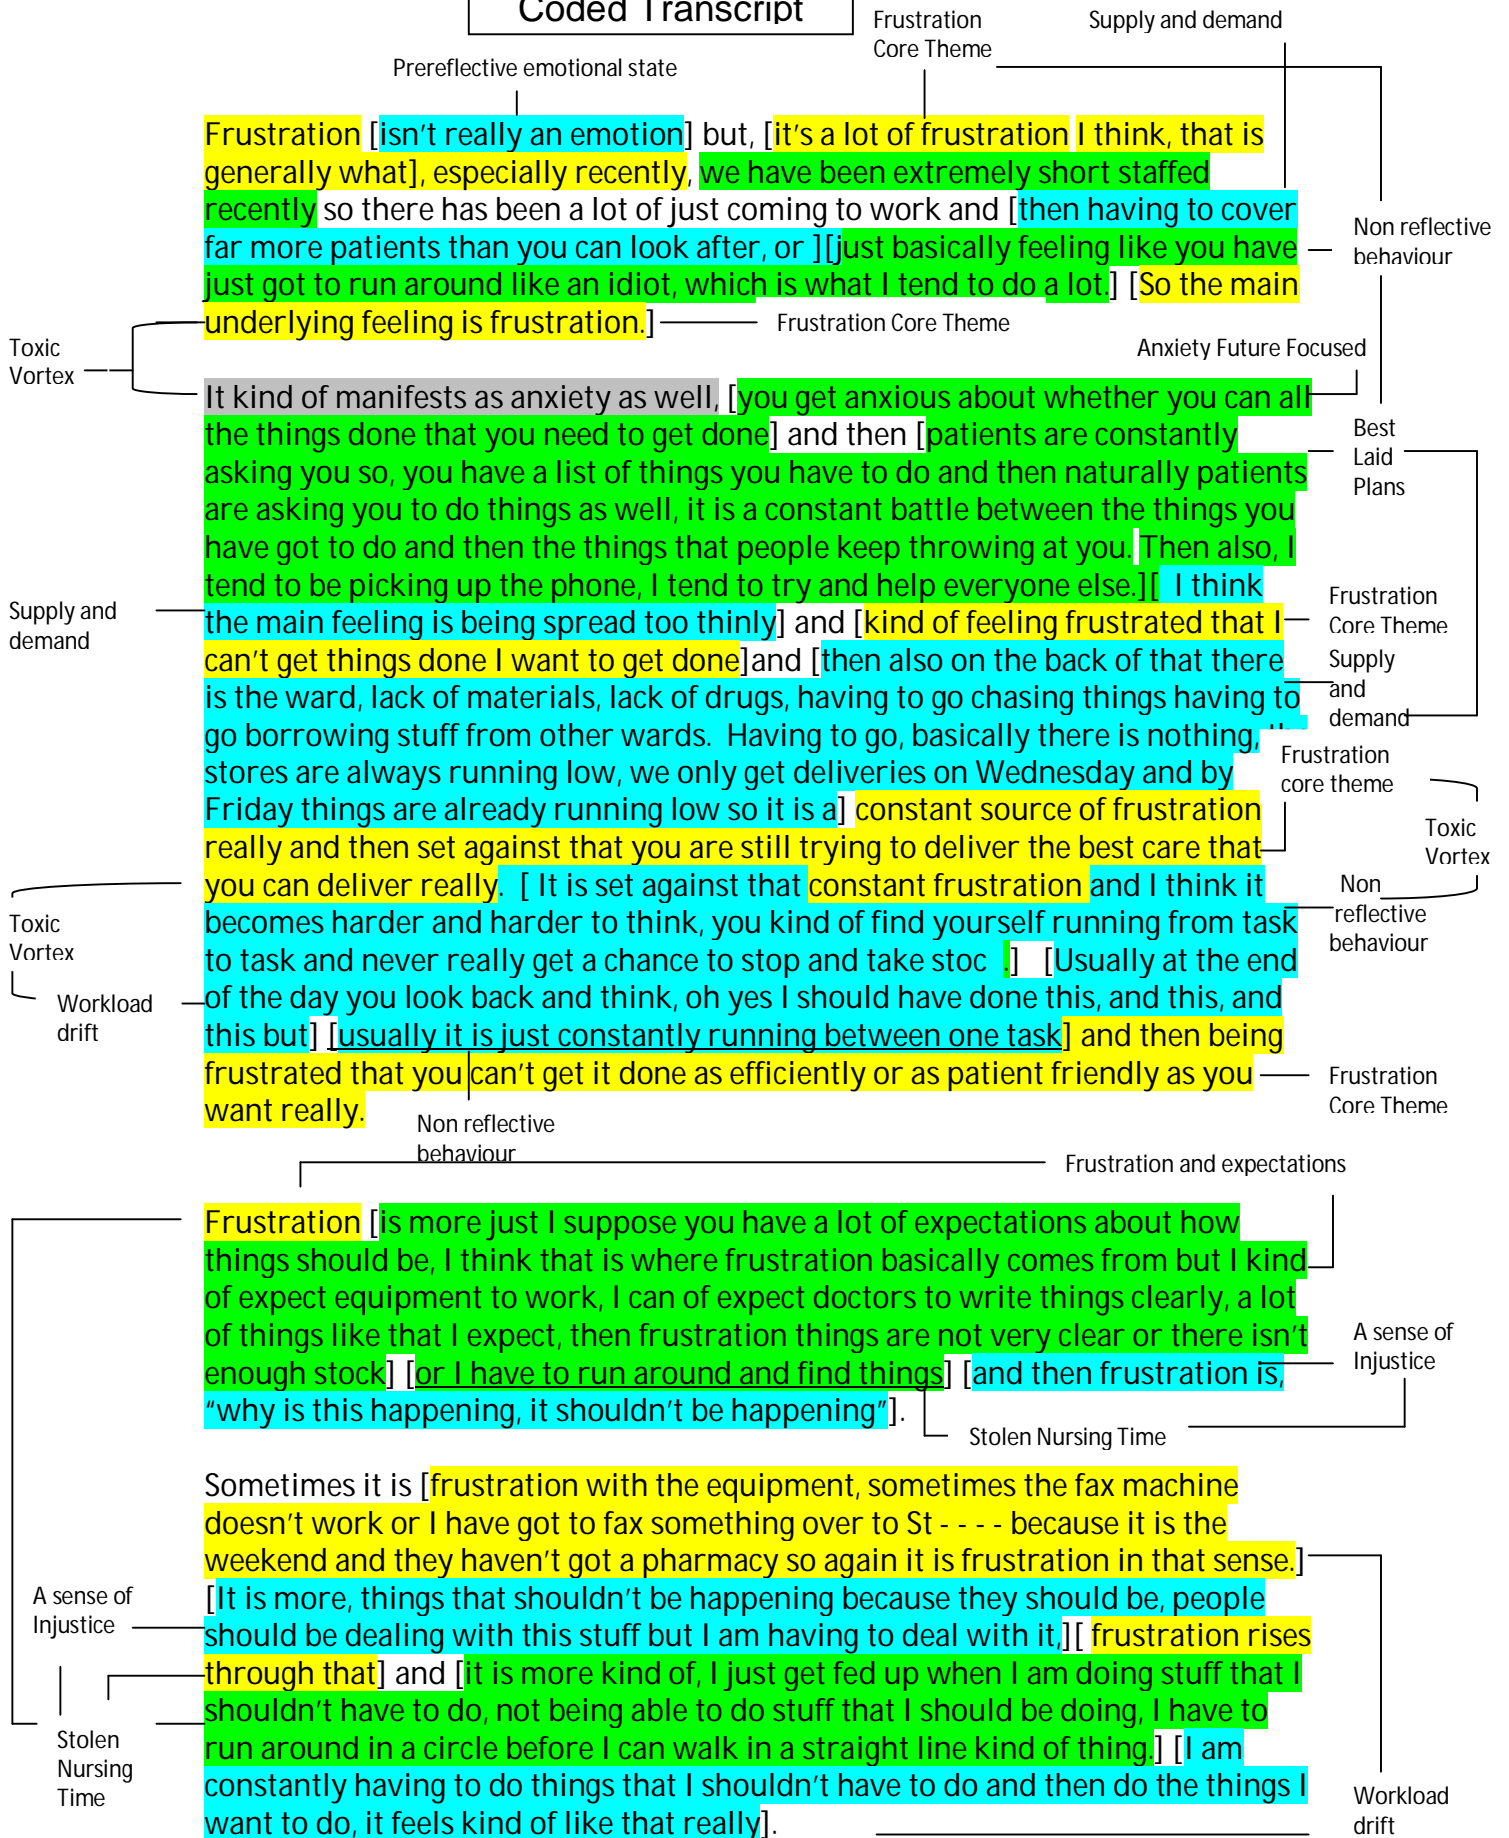 Coded Transcript
Frustration
Core Theme
Supply and demand
Prereflective emotional state
Frustration [isn't really an emotion] but, [it's a lot of frustration I think, that is
generally what], especially recently, we have been extremely short staffed
recently so there has been a lot of just coming to work and [then having to cover
far more patients than you can look after, or ][just basically feeling like you have
just got to run around like an idiot, which is what I tend to do a lot.] [So the main
underlying feeling is frustration.]
Non reflective
behaviour
Frustration Core Theme
Toxic
Vortex
Anxiety Future Focused
It kind of manifests as anxiety as well, [you get anxious about whether you can all
the things done that you need to get done] and then [patients are constantly
asking you so, you have a list of things you have to do and then naturally patients
are asking you to do things as well, it is a constant battle between the things you
have got to do and then the things that people keep throwing at you. Then also, I
tend to be picking up the phone, I tend to try and help everyone else.][ I think
the main feeling is being spread too thinly] and [kind of feeling frustrated that I
can't get things done I want to get done]and [then also on the back of that there
is the ward, lack of materials, lack of drugs, having to go chasing things having to
go borrowing stuff from other wards. Having to go, basically there is nothing,
stores are always running low, we only get deliveries on Wednesday and by
Friday things are already running low so it is a] constant source of frustration
really and then set against that you are still trying to deliver the best care that
you can deliver really. [ It is set against that constant frustration and I think it
becomes harder and harder to think, you kind of find yourself running from task
to task and never really get a chance to stop and take stoc .] [Usually at the end
of the day you look back and think, oh yes I should have done this, and this, and
this but] [usually it is just constantly running between one task] and then being
frustrated that you can't get it done as efficiently or as patient friendly as you
want really.
Best
Laid
Plans
Supply and
demand
Frustration
Core Theme
Supply
and
demand
Frustration
core theme
Toxic
Vortex
Non
reflective
behaviour
Toxic
Vortex
Workload
drift
Frustration
Core Theme
Non reflective
behaviour
Frustration and expectations
Frustration [is more just I suppose you have a lot of expectations about how
things should be, I think that is where frustration basically comes from but I kind
of expect equipment to work, I can of expect doctors to write things clearly, a lot
of things like that I expect, then frustration things are not very clear or there isn't
enough stock] [or I have to run around and find things] [and then frustration is,
“why is this happening, it shouldn't be happening”].
A sense of
Injustice
Stolen Nursing Time
Sometimes it is [frustration with the equipment, sometimes the fax machine
doesn't work or I have got to fax something over to St - - - - because it is the
weekend and they haven't got a pharmacy so again it is frustration in that sense.]
[It is more, things that shouldn't be happening because they should be, people
should be dealing with this stuff but I am having to deal with it,][ frustration rises
through that] and [it is more kind of, I just get fed up when I am doing stuff that I
shouldn't have to do, not being able to do stuff that I should be doing, I have to
run around in a circle before I can walk in a straight line kind of thing.] [I am
constantly having to do things that I shouldn't have to do and then do the things I
want to do, it feels kind of like that really].
A sense of
Injustice
Stolen
Nursing
Time
Workload
drift